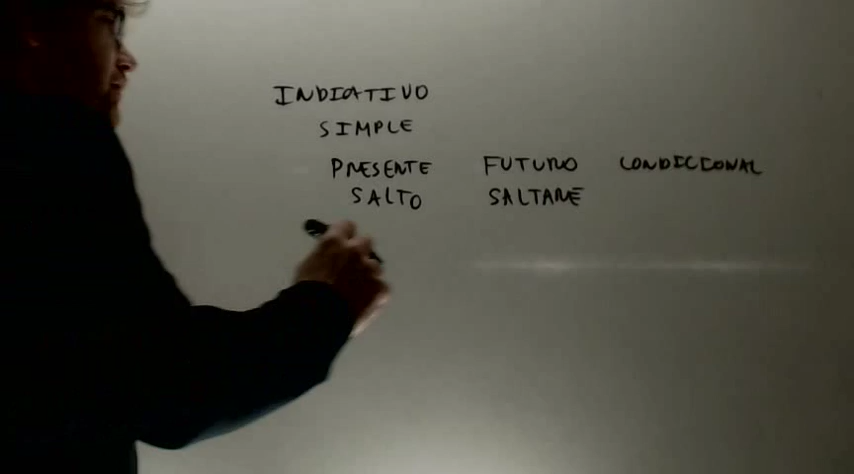 INDIATIVO
SIMPLE
PRESENTE FUTURO CONDICIONAL
SALTO SALTARE